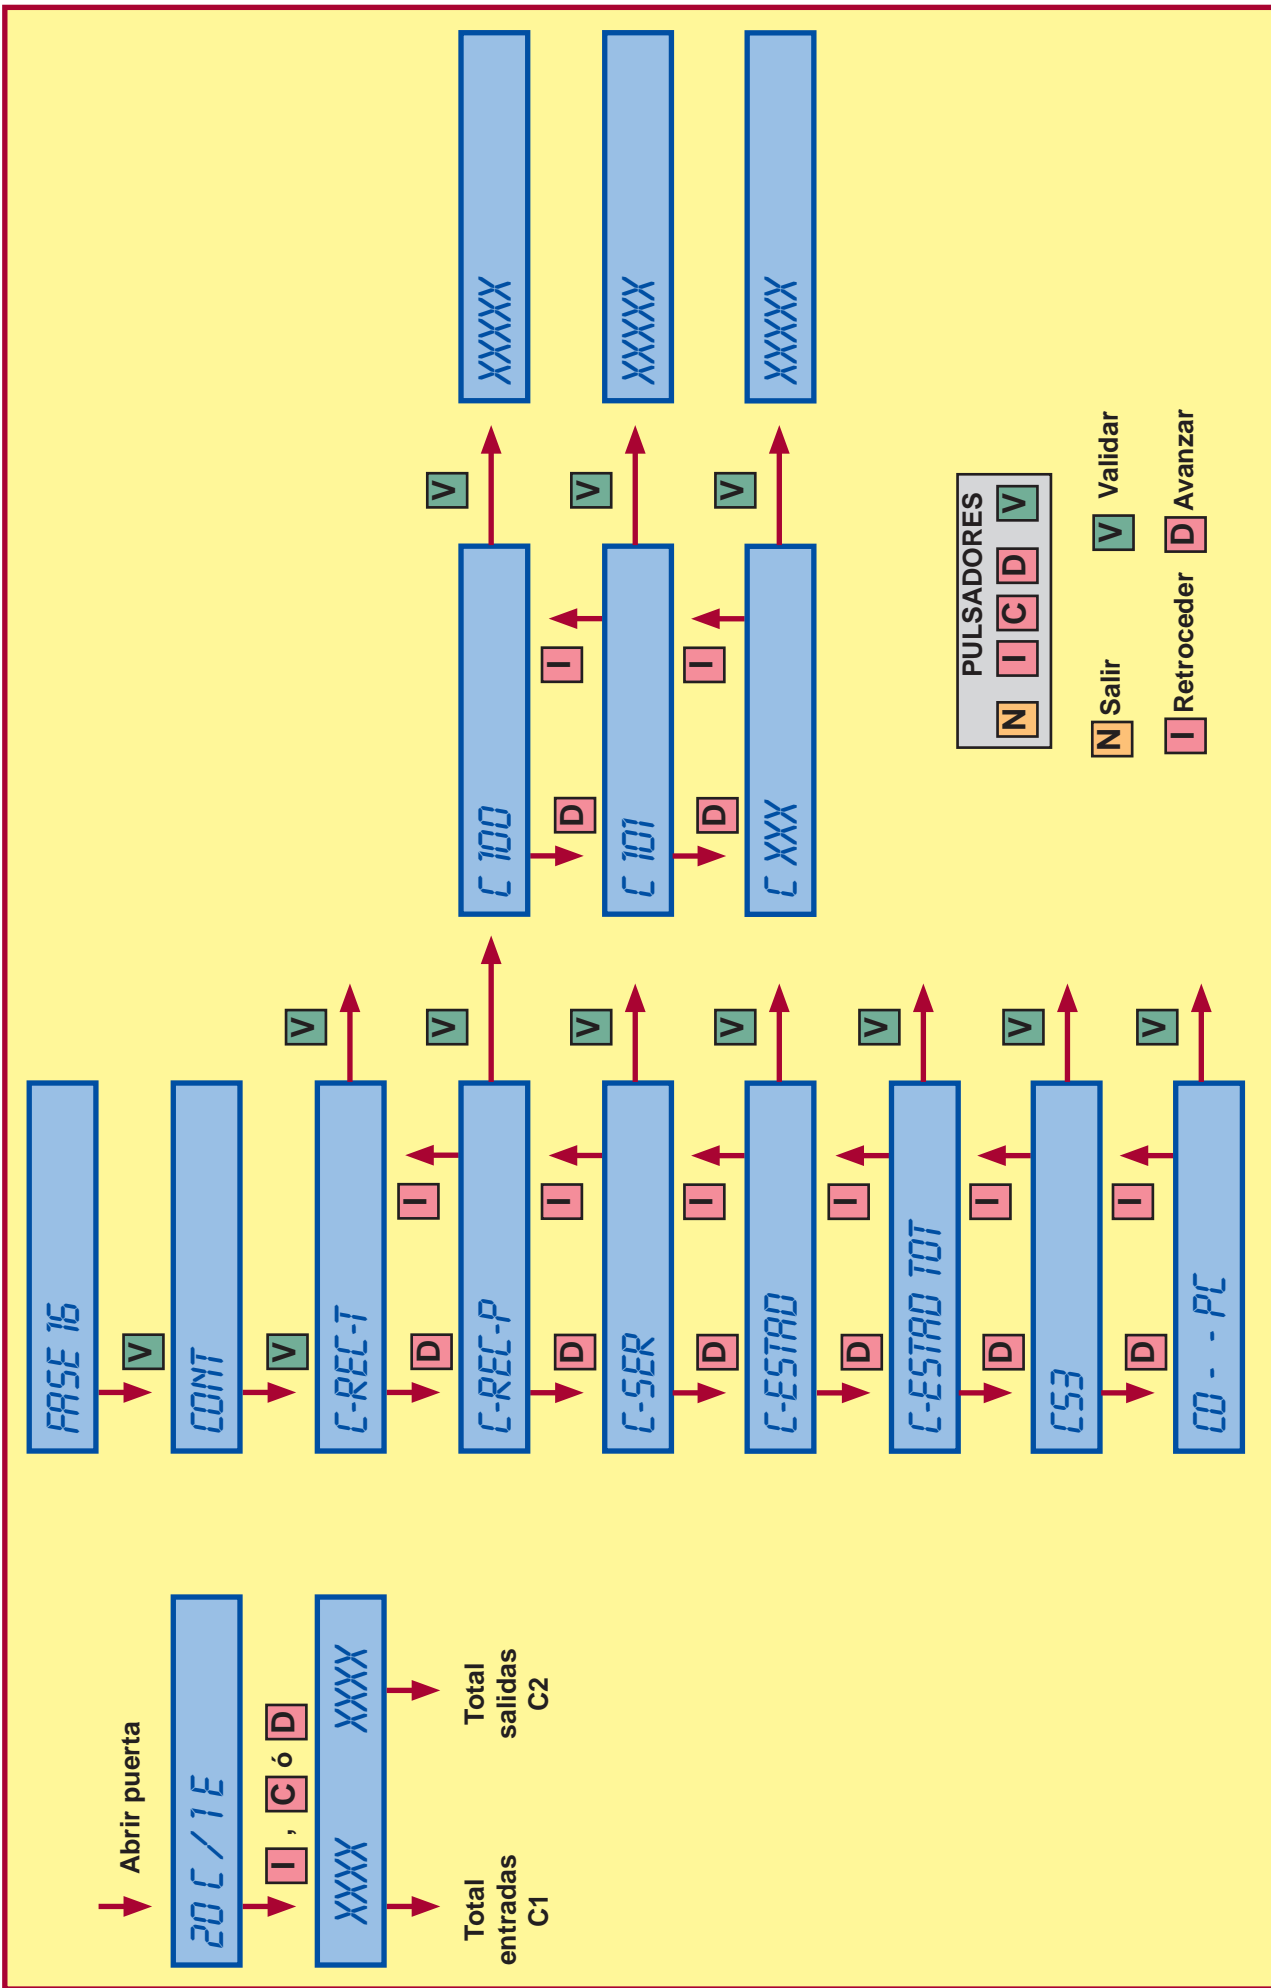 Abrir puerta
20 C / 1 E
I , C ó D
XXXX XXXX
Total
entradas
C1
Total
salidas
C2
FASE 16
V
CONT
V
C-REC-T
V
D I
C-REC-P
V
D I
C-SER
V
D I
C-ESTAD
V
D I
C-ESTAD TOT
V
D I
CS3
V
D I
CO - - PC
V
C 100
V
XXXXX
D I
C 101
V
XXXXX
D I
C XXX
V
XXXXX
PULSADORES
N I C D V
N Salir
V Validar
I Retroceder
D Avanzar